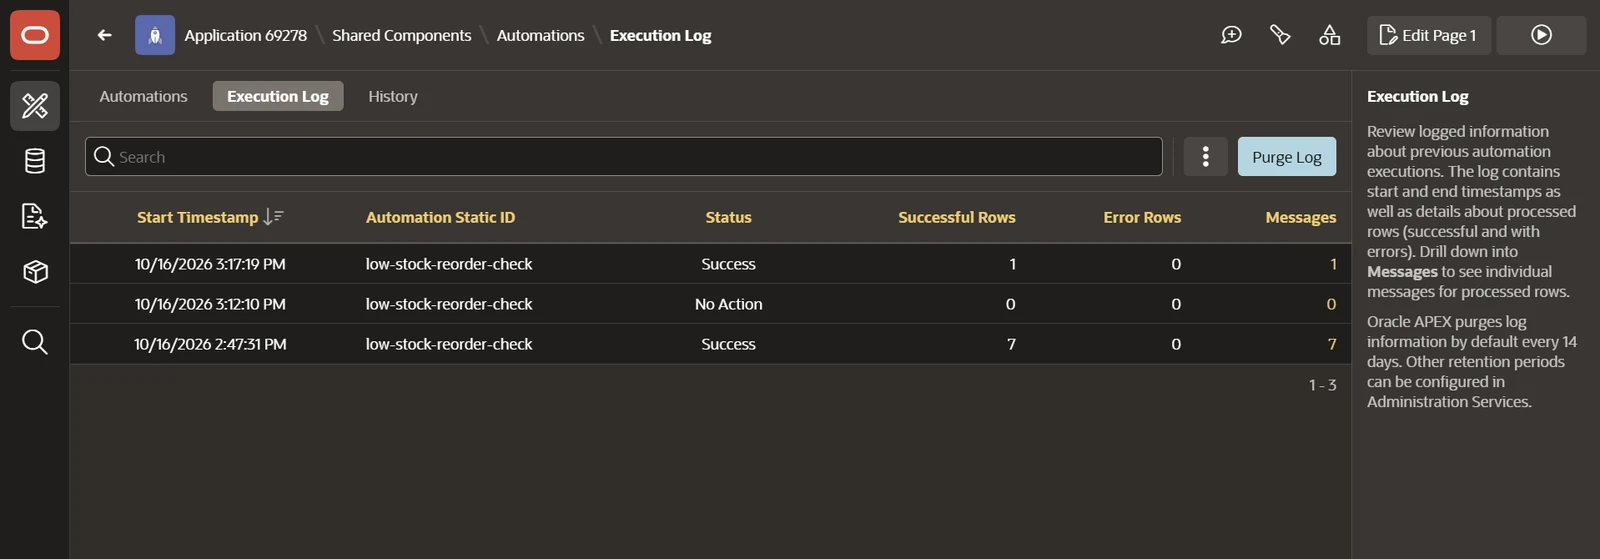 Application 69278 \ Shared Components \ Automations \ Execution Log
Edit Page 1
Automations Execution Log History
Search
Purge Log
Start Timestamp Automation Static ID Status Successful Rows Error Rows Messages
10/16/2026 3:17:19 PM low-stock-reorder-check Success 1 0 1
10/16/2026 3:12:10 PM low-stock-reorder-check No Action 0 0 0
10/16/2026 2:47:31 PM low-stock-reorder-check Success 7 0 7
1 - 3
Execution Log
Review logged information
about previous automation
executions. The log contains
start and end timestamps as
well as details about processed
rows (successful and with
errors). Drill down into
Messages to see individual
messages for processed rows.
Oracle APEX purges log
information by default every 14
days. Other retention periods
can be configured in
Administration Services.